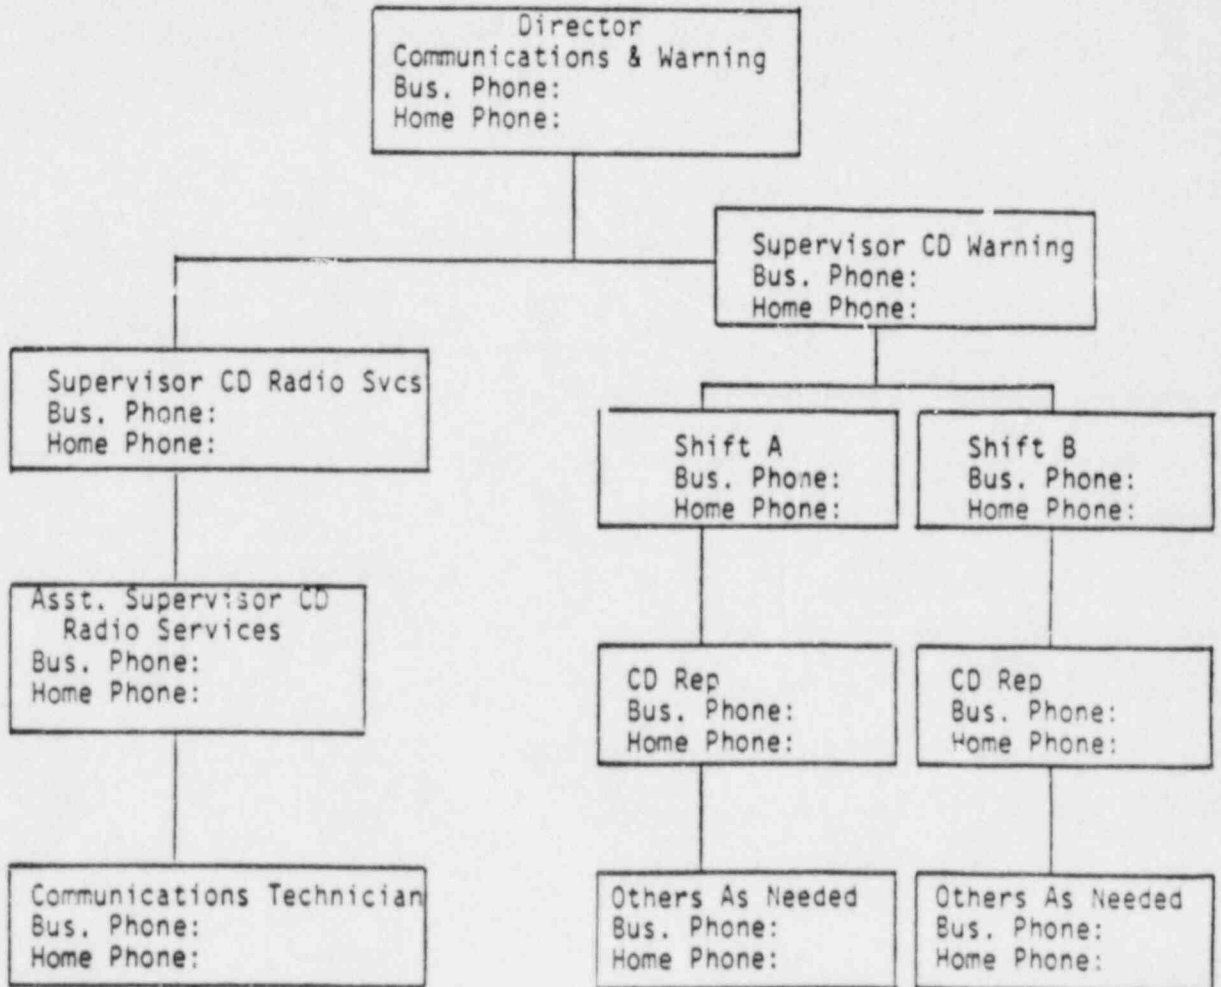 Director
Communications & Warning
Bus. Phone:
Home Phone:
Supervisor CD Warning
Bus. Phone:
Home Phone:
Supervisor CD Radio Svcs
Bus. Phone:
Home Phone:
Shift A
Bus. Phone:
Home Phone:
Shift B
Bus. Phone:
Home Phone:
Asst. Supervisor CD
Radio Services
Bus. Phone:
Home Phone:
CD Rep
Bus. Phone:
Home Phone:
CD Rep
Bus. Phone:
Home Phone:
Communications Technician
Bus. Phone:
Home Phone:
Others As Needed
Bus. Phone:
Home Phone:
Others As Needed
Bus. Phone:
Home Phone: